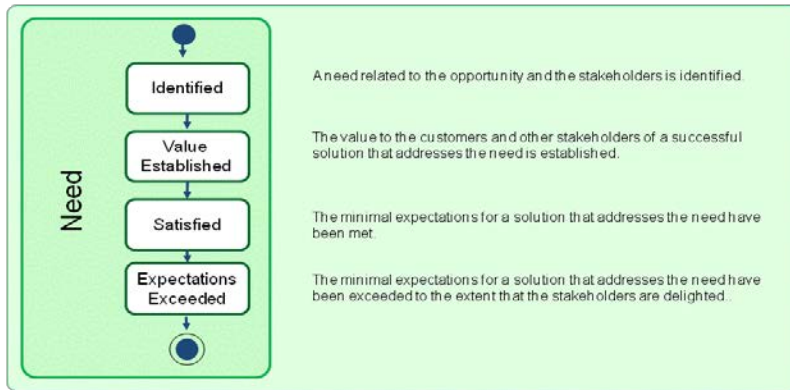 Need
Identified
A need related to the opportunity and the stakeholders is identified.
Value
Established
The value to the customers and other stakeholders of a successful
solution that addresses the need is established.
Satisfied
The minimal expectations for a solution that addresses the need have
been met.
Expectations
Exceeded
The minimal expectations for a solution that addresses the need have
been exceeded to the extent that the stakeholders are delighted..